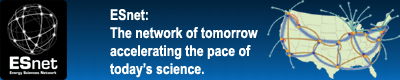 ESnet
Energy Sciences Network
ESnet:
The network of tomorrow
accelerating the pace of
today's science.